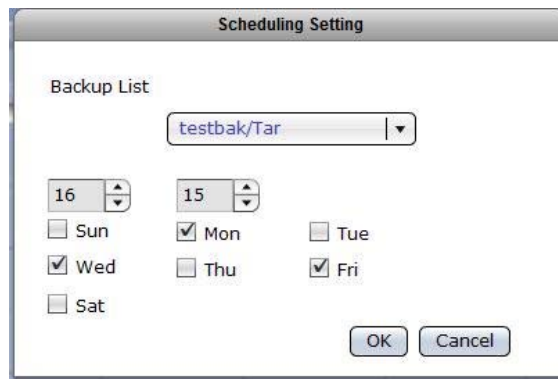 Scheduling Setting
Backup List
testbak/Tar
16 15
Sun Mon Tue
Wed Thu Fri
Sat
OK Cancel